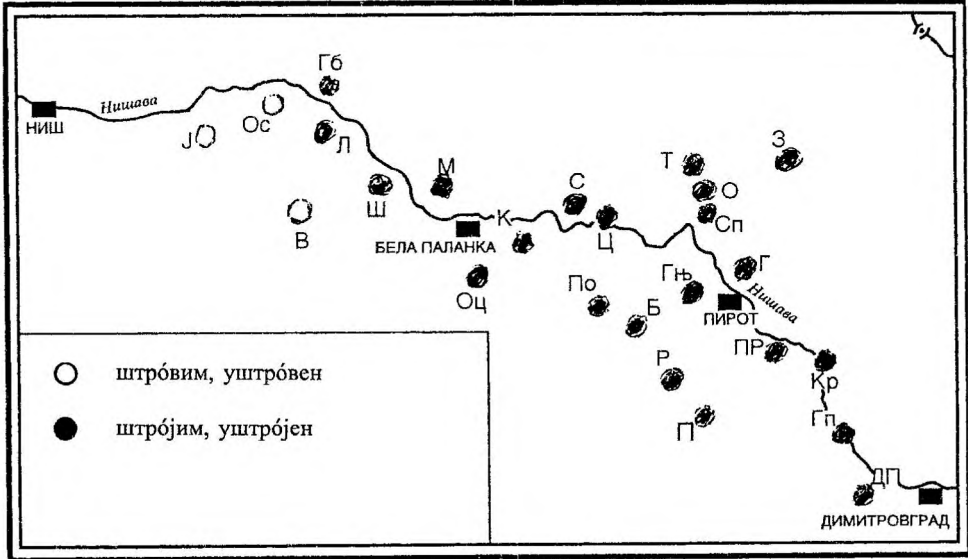 Гб
Нишава
НИШ
Ос
Ј
Л
З
Т
М
О
С
Ш
Сп
В
К
Ц
БЕЛА ПАЛАНКА
Г
Гњ
Оц
По
Нишава
Б
ПИРОТ
ПР
Р
Кр
штро́вим, уштро́вен
Гп
П
штро́јим, уштро́јен
ДП
ДИМИТРОВГРАД